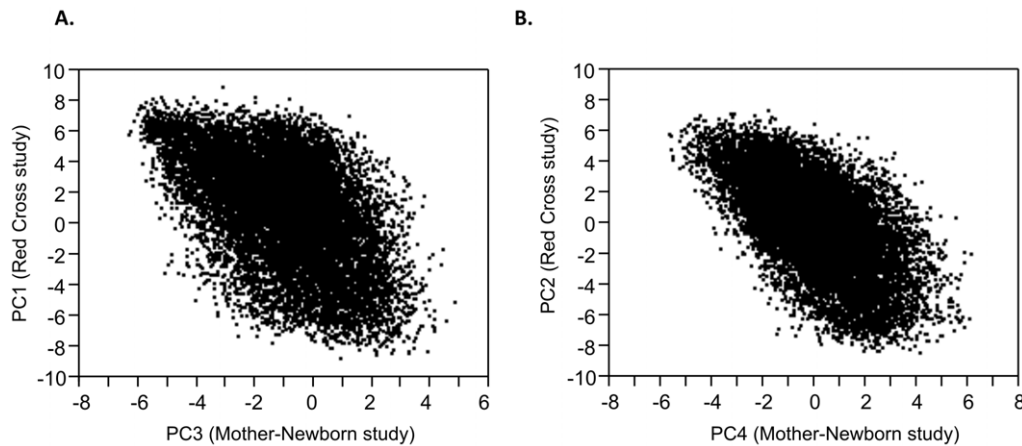 A.
B.
10
8
6
4
2
0
-2
-4
-6
-8
-10
PC1 (Red Cross study)
-8 -6 -4 -2 0 2 4 6
PC3 (Mother-Newborn study)
10
8
6
4
2
0
-2
-4
-6
-8
-10
PC2 (Red Cross study)
-8 -6 -4 -2 0 2 4 6 8
PC4 (Mother-Newborn study)